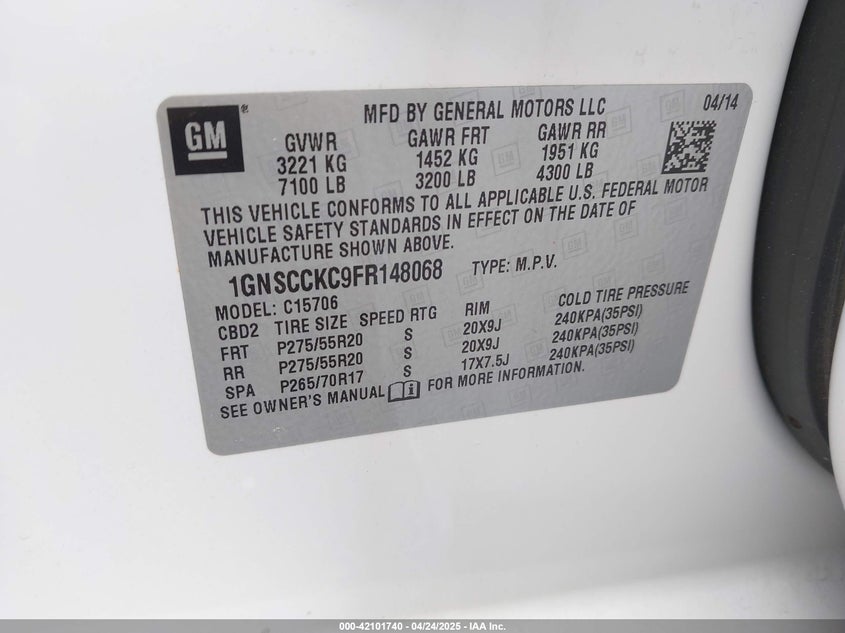 GM®
MFD BY GENERAL MOTORS LLC 04/14
GVWR GAWR FRT GAWR RR
3221 KG 1452 KG 1951 KG
7100 LB 3200 LB 4300 LB
THIS VEHICLE CONFORMS TO ALL APPLICABLE U.S. FEDERAL MOTOR
VEHICLE SAFETY STANDARDS IN EFFECT ON THE DATE OF
MANUFACTURE SHOWN ABOVE.
1GNSCCKC9FR148068 TYPE: M.P.V.
MODEL: C15706
CBD2 TIRE SIZE SPEED RTG RIM COLD TIRE PRESSURE
FRT P275/55R20 S 20X9J 240KPA(35PSI)
RR P275/55R20 S 20X9J 240KPA(35PSI)
SPA P265/70R17 S 17X7.5J 240KPA(35PSI)
SEE OWNER'S MANUAL i FOR MORE INFORMATION.
000-42101740 - 04/24/2025 - IAA Inc.